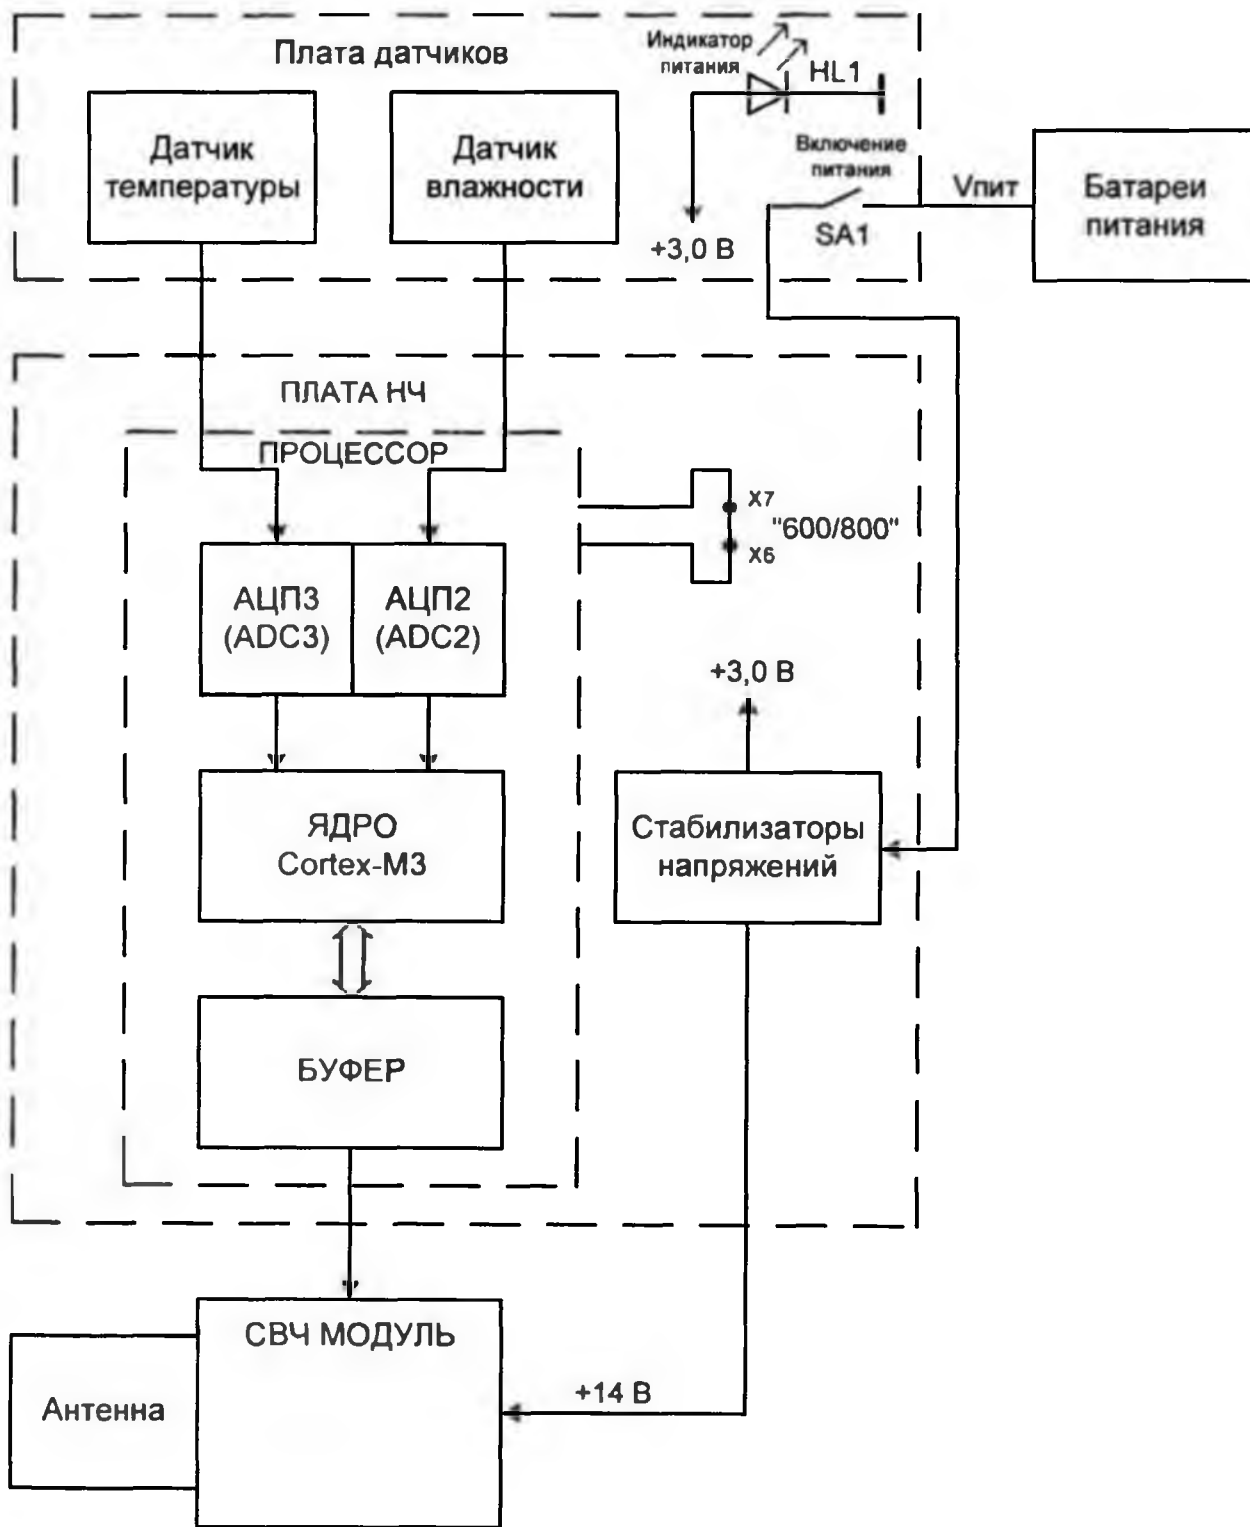 Плата датчиков
Индикатор
питания
HL1
Датчик
температуры
Датчик
влажности
+3,0 В
Включение
питания
SA1
Vпит
Батареи
питания
ПЛАТА НЧ
ПРОЦЕССОР
X7
"600/800"
X6
АЦП3
(ADC3)
АЦП2
(ADC2)
+3,0 В
ЯДРО
Cortex-M3
Стабилизаторы
напряжений
БУФЕР
СВЧ МОДУЛЬ
Антенна
+14 В